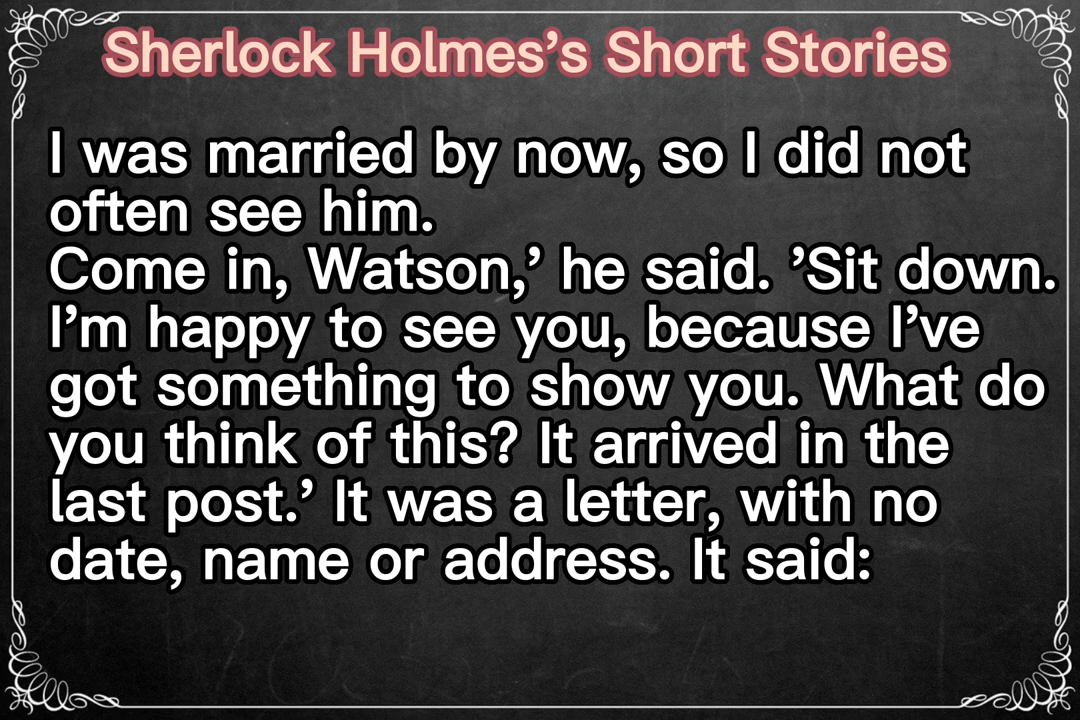 Sherlock Holmes’s Short Stories
I was married by now, so I did not
often see him.
Come in, Watson,’ he said. ’Sit down.
I’m happy to see you, because I’ve
got something to show you. What do
you think of this? It arrived in the
last post.’ It was a letter, with no
date, name or address. It said: